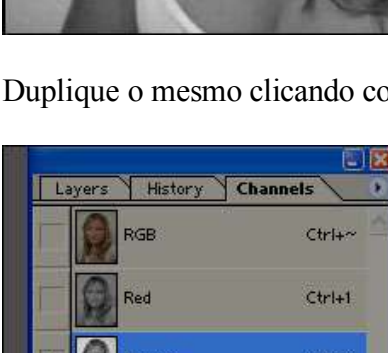 Duplique o mesmo clicando co
Layers History Channels
RGB Ctrl+~
Red Ctrl+1